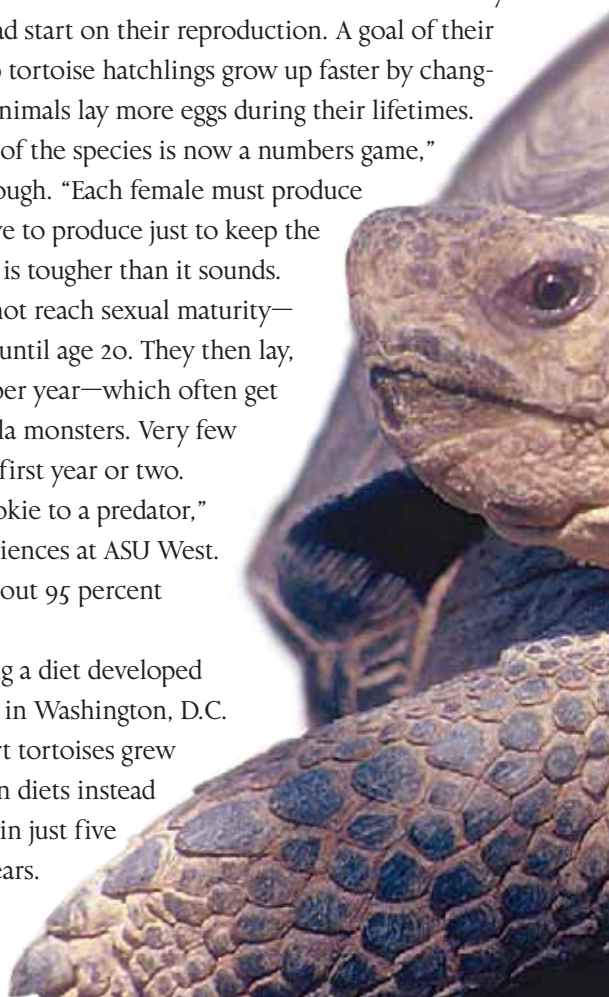 ad start on their reproduction. A goal of their
tortoise hatchlings grow up faster by chang-
nimals lay more eggs during their lifetimes.
of the species is now a numbers game,”
ough. “Each female must produce
ve to produce just to keep the
is tougher than it sounds.
not reach sexual maturity—
until age 20. They then lay,
per year—which often get
la monsters. Very few
first year or two.
okie to a predator,”
iences at ASU West.
out 95 percent
g a diet developed
in Washington, D.C.
rt tortoises grew
n diets instead
in just five
ears.